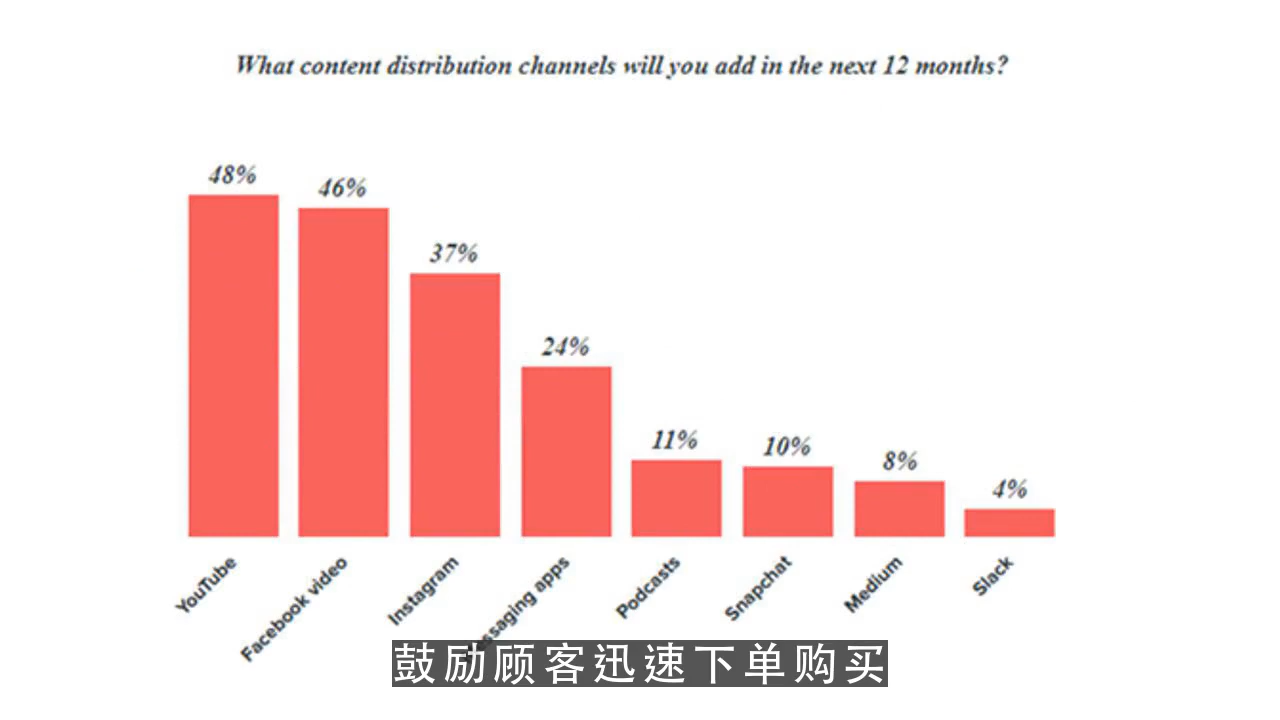 What content distribution channels will you add in the next 12 months?
48%
46%
37%
24%
11%
10%
8%
4%
YouTube
Facebook video
Instagram
apps
Podcasts
Snapchat
Medium
Slack
鼓励顾客迅速下单购买